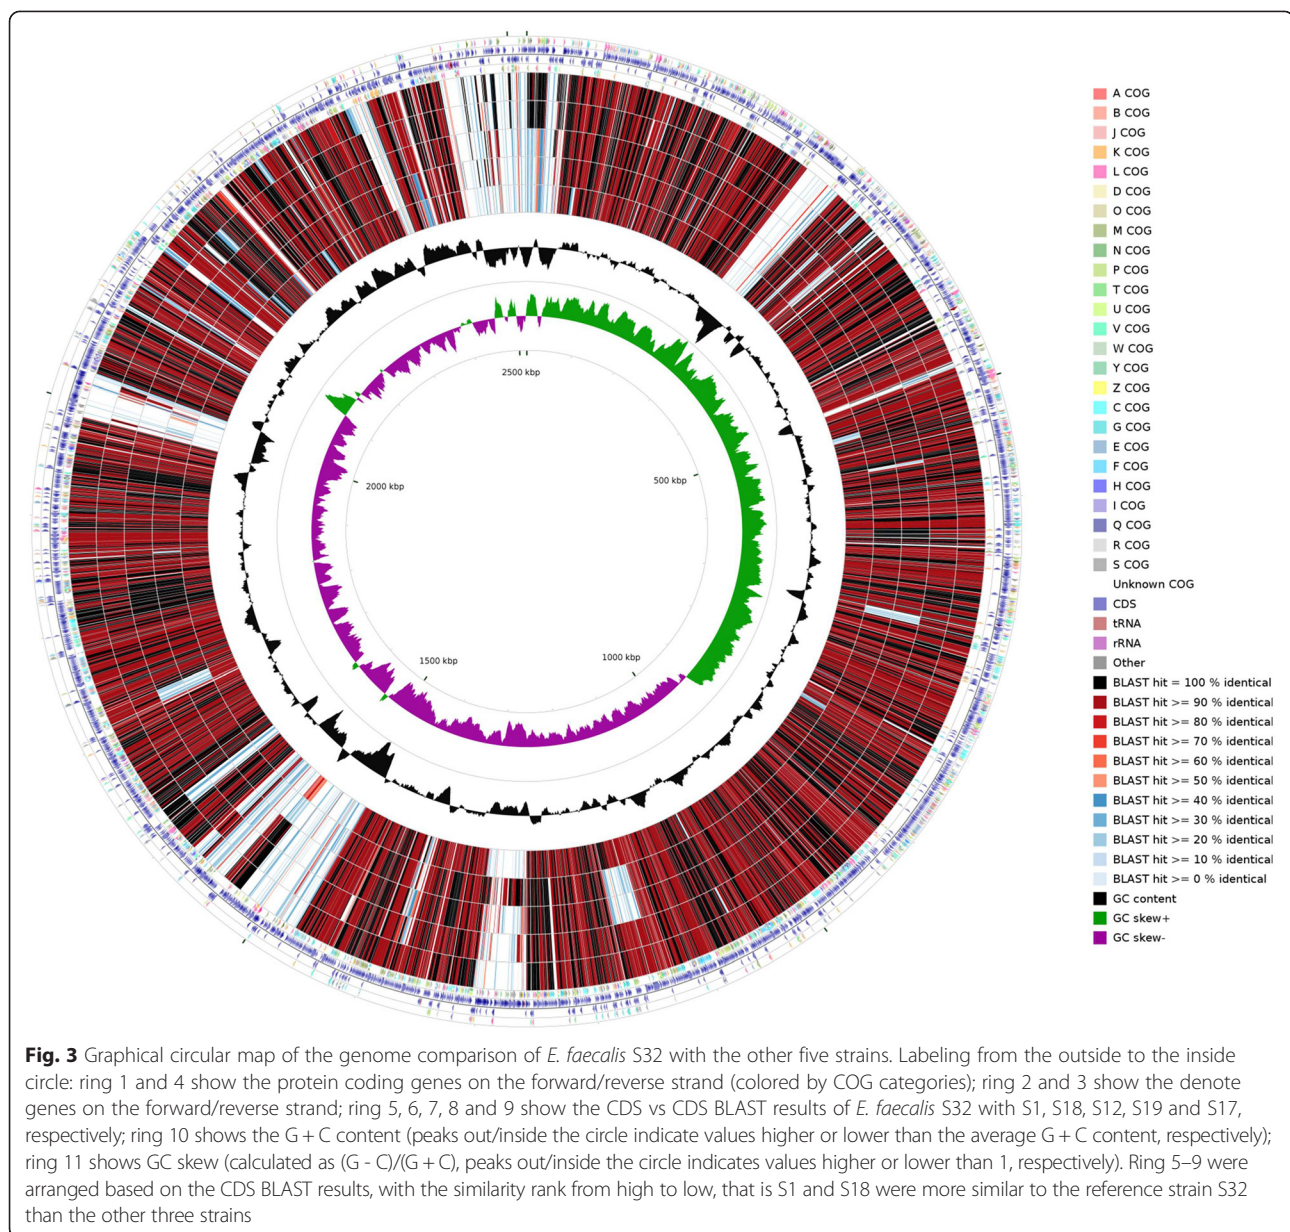 2500 kbp
500 kbp
2000 kbp
1500 kbp
1000 kbp
A COG
B COG
J COG
K COG
L COG
D COG
O COG
M COG
N COG
P COG
T COG
U COG
V COG
W COG
Y COG
Z COG
C COG
G COG
E COG
F COG
H COG
I COG
Q COG
R COG
S COG
Unknown COG
CDS
tRNA
rRNA
Other
BLAST hit = 100 % identical
BLAST hit >= 90 % identical
BLAST hit >= 80 % identical
BLAST hit >= 70 % identical
BLAST hit >= 60 % identical
BLAST hit >= 50 % identical
BLAST hit >= 40 % identical
BLAST hit >= 30 % identical
BLAST hit >= 20 % identical
BLAST hit >= 10 % identical
BLAST hit >= 0 % identical
GC content
GC skew+
GC skew-
Fig. 3 Graphical circular map of the genome comparison of E. faecalis S32 with the other five strains. Labeling from the outside to the inside
circle: ring 1 and 4 show the protein coding genes on the forward/reverse strand (colored by COG categories); ring 2 and 3 show the denote
genes on the forward/reverse strand; ring 5, 6, 7, 8 and 9 show the CDS vs CDS BLAST results of E. faecalis S32 with S1, S18, S12, S19 and S17,
respectively; ring 10 shows the G + C content (peaks out/inside the circle indicate values higher or lower than the average G + C content, respectively);
ring 11 shows GC skew (calculated as (G - C)/(G + C), peaks out/inside the circle indicates values higher or lower than 1, respectively). Ring 5–9 were
arranged based on the CDS BLAST results, with the similarity rank from high to low, that is S1 and S18 were more similar to the reference strain S32
than the other three strains